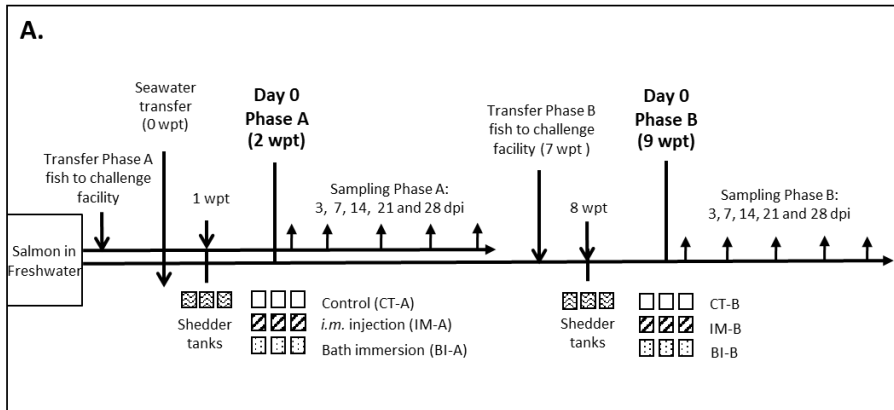 A.
Salmon in
Freshwater
Transfer Phase A
fish to challenge
facility
Seawater
transfer
(0 wpt)
1 wpt
Day 0
Phase A
(2 wpt)
Sampling Phase A:
3, 7, 14, 21 and 28 dpi
Transfer Phase B
fish to challenge
facility (7 wpt )
8 wpt
Day 0
Phase B
(9 wpt)
Sampling Phase B:
3, 7, 14, 21 and 28 dpi
Shedder
tanks
Control (CT-A)
i.m. injection (IM-A)
Bath immersion (BI-A)
Shedder
tanks
CT-B
IM-B
BI-B